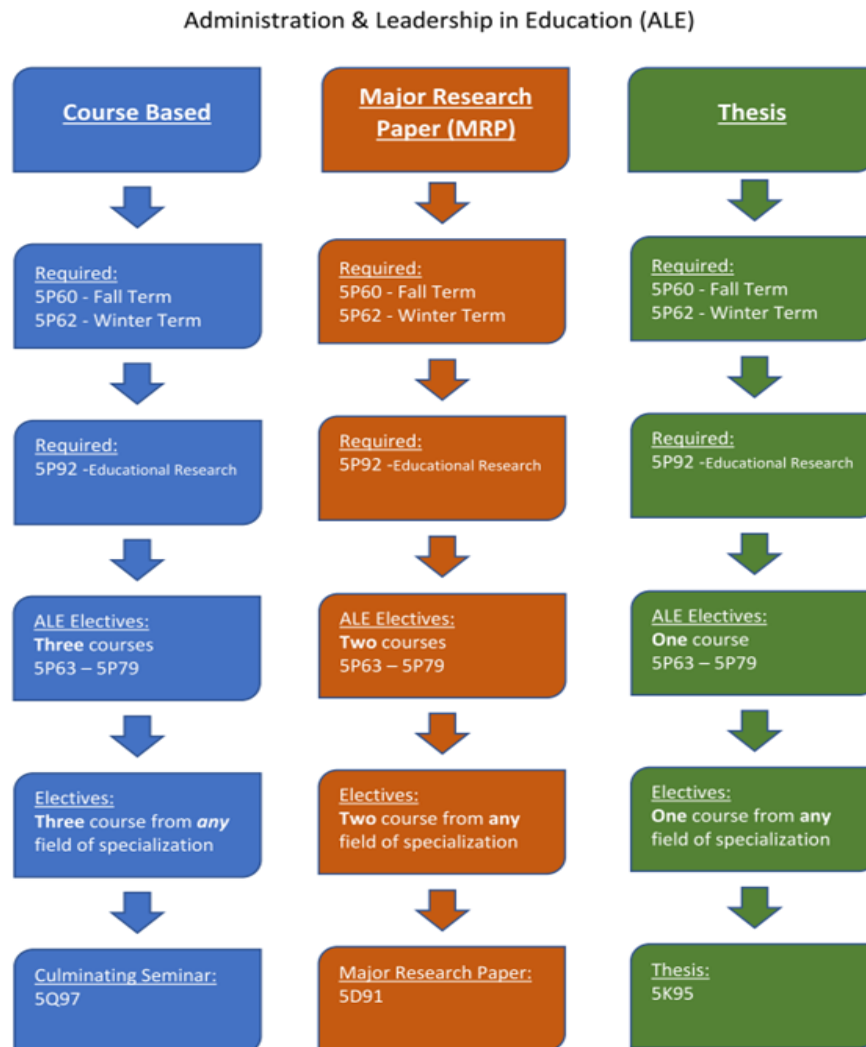 Administration & Leadership in Education (ALE)
Course Based
Required:
5P60 - Fall Term
5P62 - Winter Term
Required:
5P92 -Educational Research
ALE Electives:
Three courses
5P63 – 5P79
Electives:
Three course from any
field of specialization
Culminating Seminar:
5Q97
Major Research
Paper (MRP)
Required:
5P60 - Fall Term
5P62 - Winter Term
Required:
5P92 -Educational Research
ALE Electives:
Two courses
5P63 – 5P79
Electives:
Two course from any
field of specialization
Major Research Paper:
5D91
Thesis
Required:
5P60 - Fall Term
5P62 - Winter Term
Required:
5P92 -Educational Research
ALE Electives:
One course
5P63 – 5P79
Electives:
One course from any
field of specialization
Thesis:
5K95